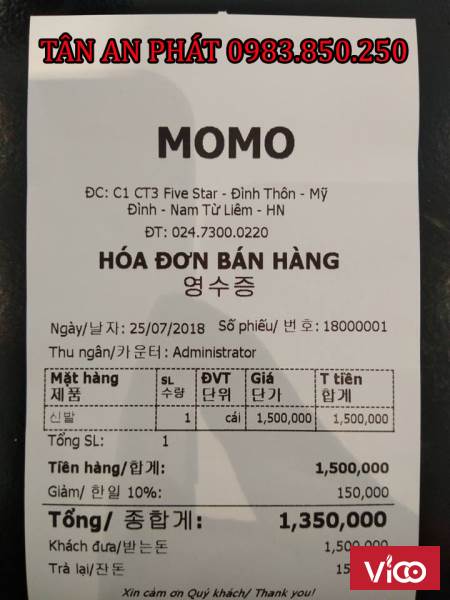 TÂN AN PHÁT 0983.850.250
MOMO
ĐC: C1 CT3 Five Star - Đình Thôn - Mỹ
Đình - Nam Từ Liêm - HN
ĐT: 024.7300.0220
HÓA ĐƠN BÁN HÀNG
영수증
Ngày/날자: 25/07/2018 Số phiếu/ 번호: 18000001
Thu ngân/카운터: Administrator
Mặt hàng SL ĐVT Giá T tiền
제품 수량 단위 단가 합계
신발 1 cái 1,500,000 1,500,000
Tổng SL: 1
Tiền hàng/합계: 1,500,000
Giảm/ 한일 10%: 150,000
Tổng/ 종합계: 1,350,000
Khách đưa/받는돈
Trả lại/잔돈
Xin cảm ơn Quý khách/ Thank you!
Vico